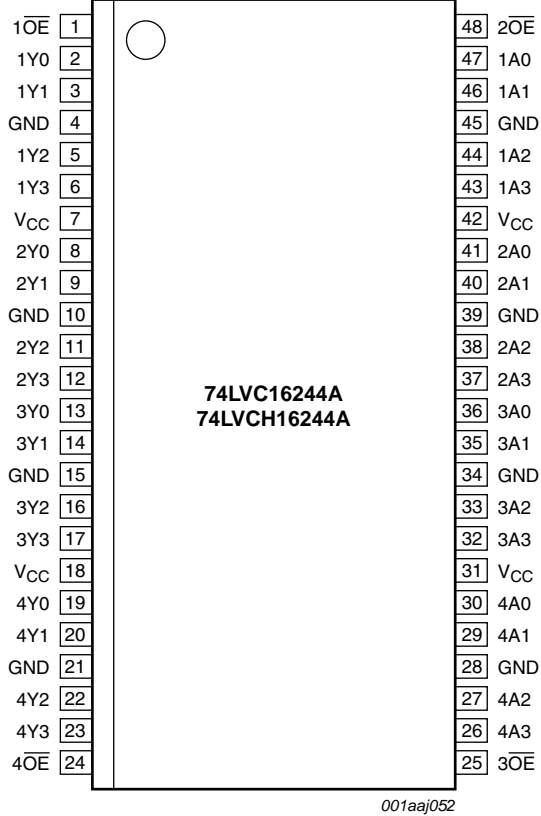 1O̅E̅ 1 48 2O̅E̅
1Y0 2 47 1A0
1Y1 3 46 1A1
GND 4 45 GND
1Y2 5 44 1A2
1Y3 6 43 1A3
VCC 7 42 VCC
2Y0 8 41 2A0
2Y1 9 40 2A1
GND 10 39 GND
2Y2 11 38 2A2
2Y3 12 37 2A3
74LVC16244A
74LVCH16244A
3Y0 13 36 3A0
3Y1 14 35 3A1
GND 15 34 GND
3Y2 16 33 3A2
3Y3 17 32 3A3
VCC 18 31 VCC
4Y0 19 30 4A0
4Y1 20 29 4A1
GND 21 28 GND
4Y2 22 27 4A2
4Y3 23 26 4A3
4O̅E̅ 24 25 3O̅E̅
001aaj052